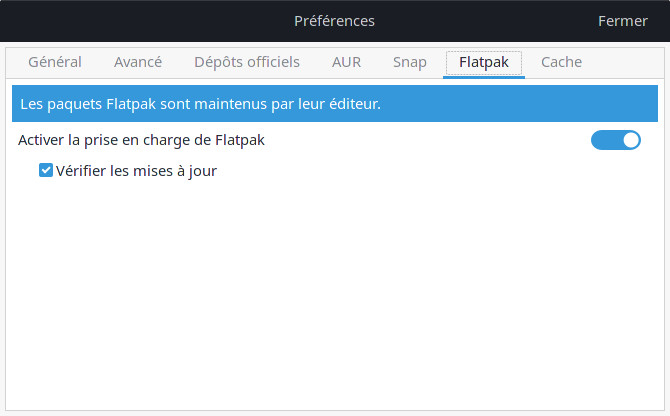 Préférences Fermer
Général Avancé Dépôts officiels AUR Snap Flatpak Cache
Les paquets Flatpak sont maintenus par leur éditeur.
Activer la prise en charge de Flatpak
Vérifier les mises à jour